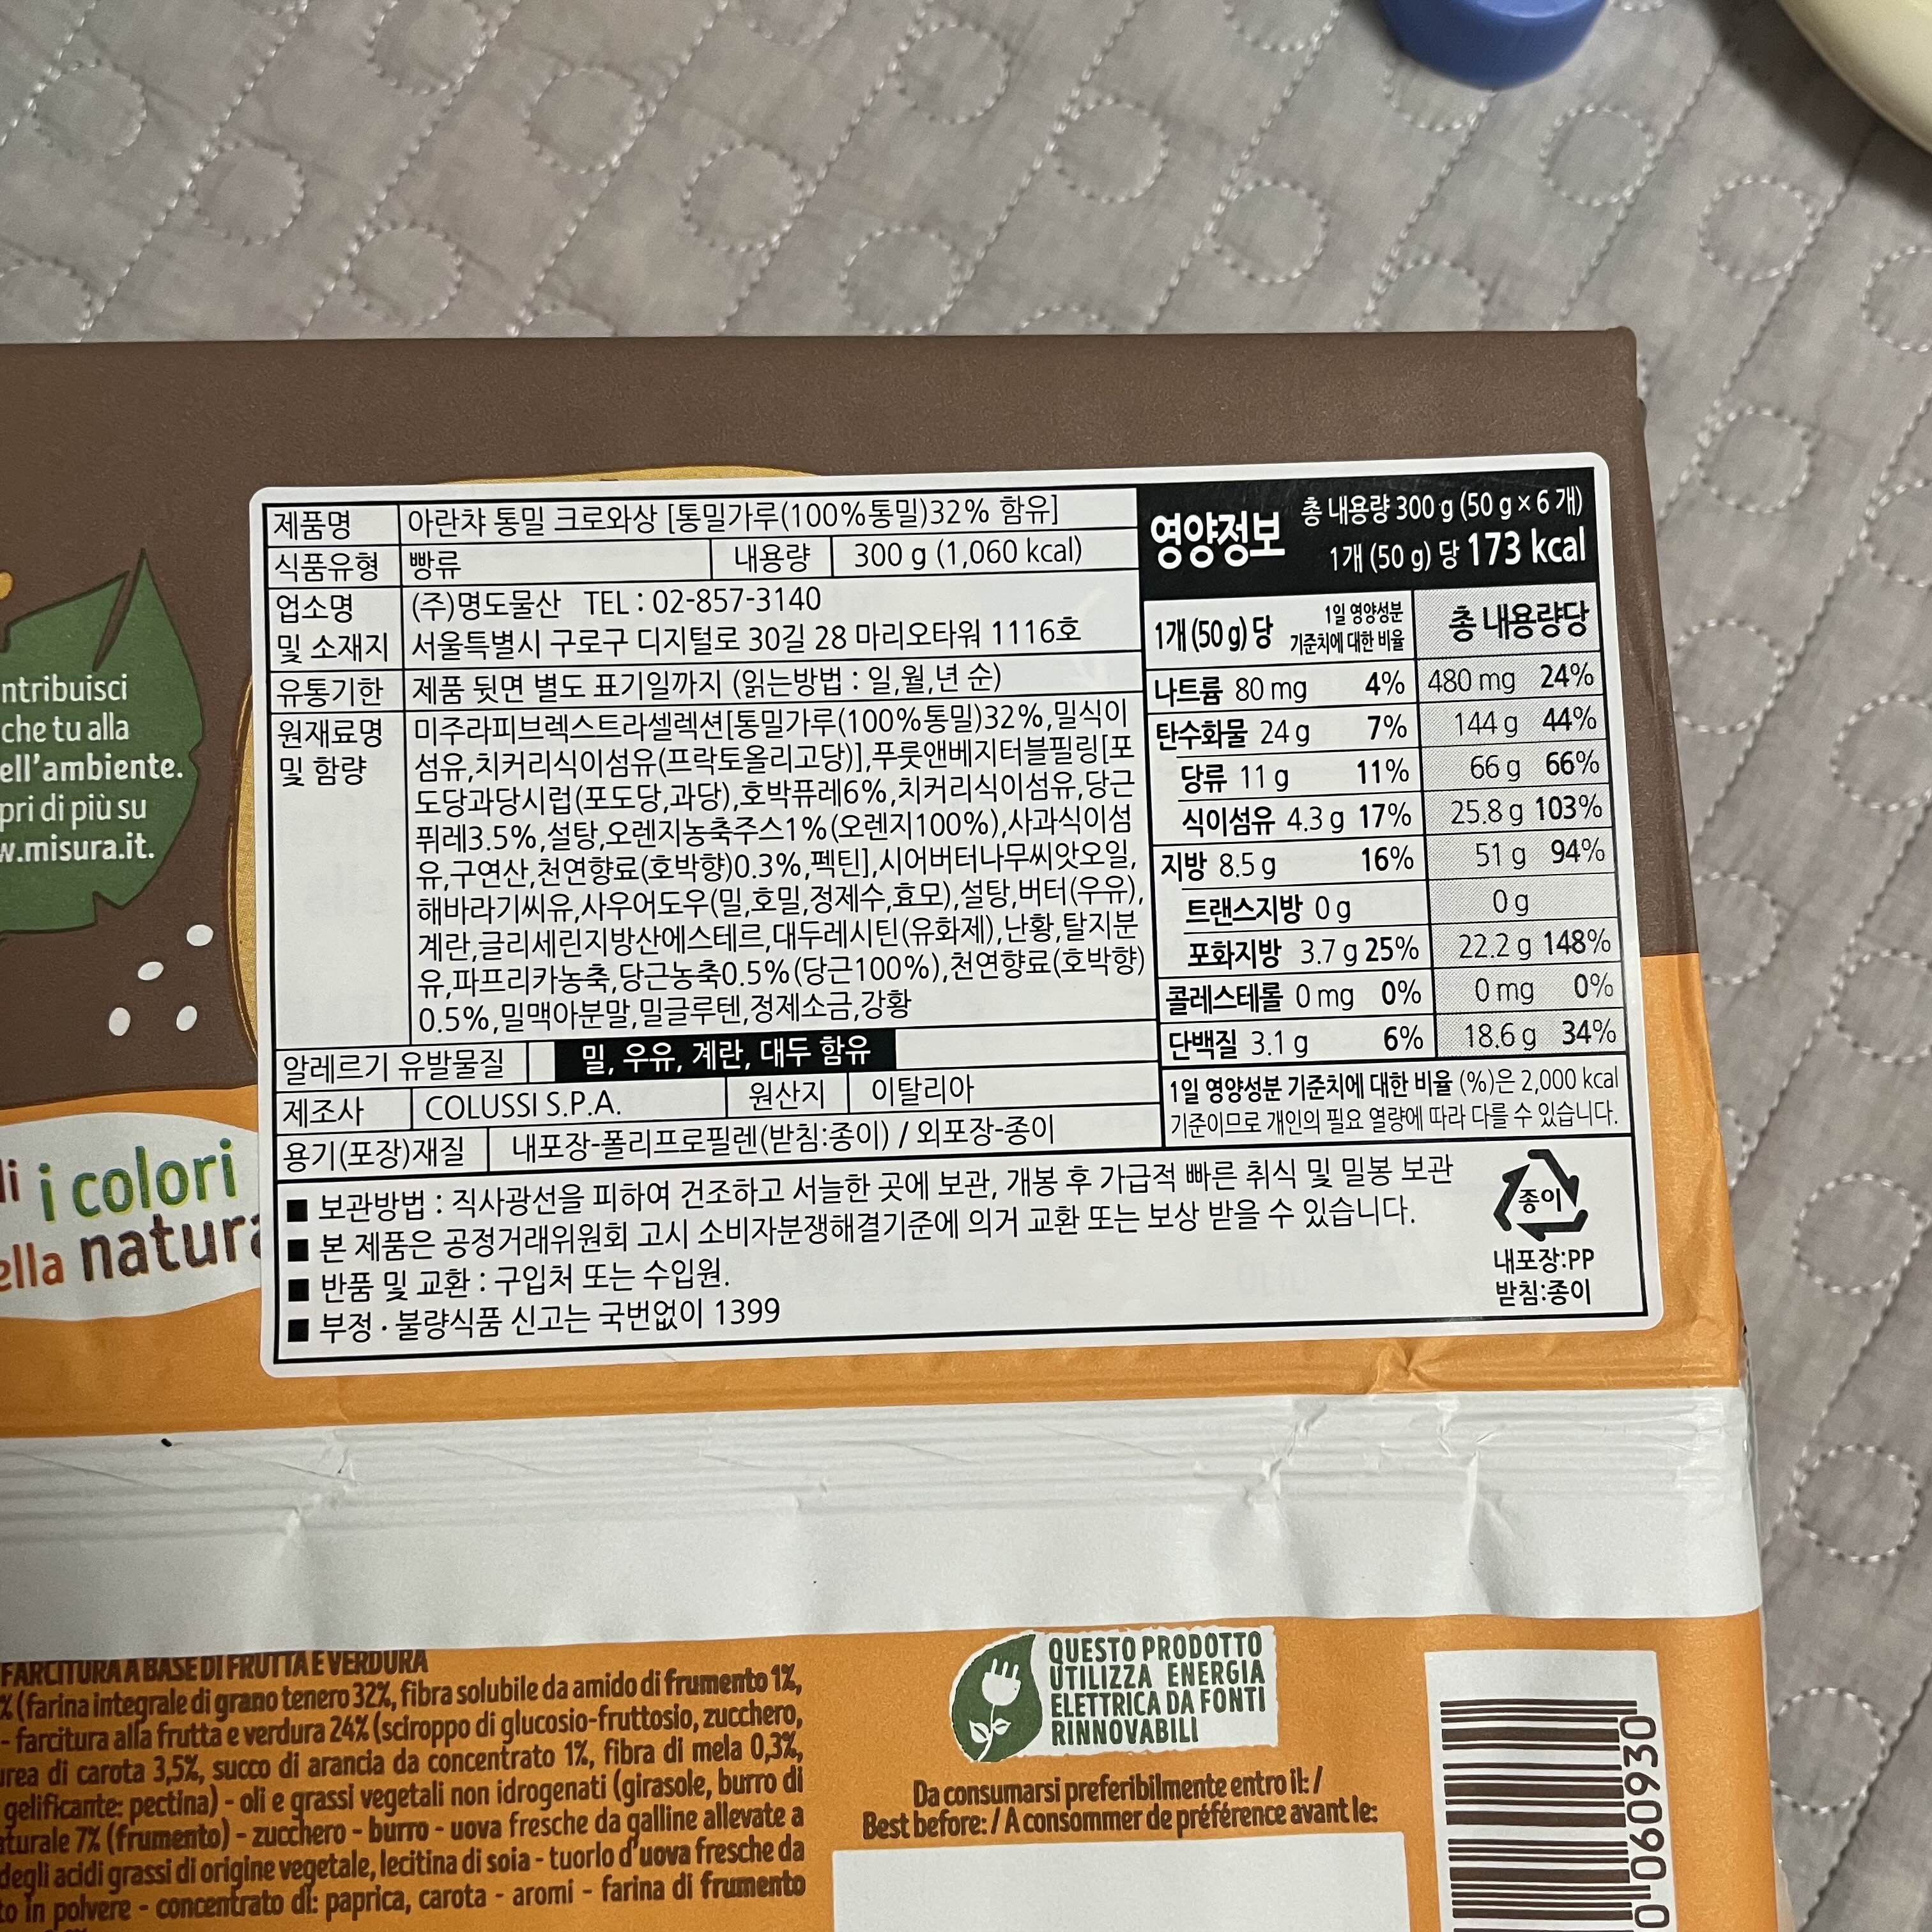 ntribuisci
che tu alla
ell'ambiente.
pri di più su
w.misura.it.
li i colori
ella natura
제품명 아란챠 통밀 크로와상 [통밀가루(100%통밀)32% 함유]
식품유형 빵류 내용량 300 g (1,060 kcal)
업소명 (주)명도물산 TEL : 02-857-3140
및 소재지 서울특별시 구로구 디지털로 30길 28 마리오타워 1116호
유통기한 제품 뒷면 별도 표기일까지 (읽는방법 : 일,월,년 순)
원재료명 미주라피브렉스트라셀렉션[통밀가루(100%통밀)32%,밀식이
및 함량 섬유,치커리식이섬유(프락토올리고당)],푸룻앤베지터블필링[포
도당과당시럽(포도당,과당),호박퓨레6%,치커리식이섬유,당근
퓌레3.5%,설탕,오렌지농축주스1%(오렌지100%),사과식이섬
유,구연산,천연향료(호박향)0.3%,펙틴],시어버터나무씨앗오일,
해바라기씨유,사우어도우(밀,호밀,정제수,효모),설탕,버터(우유),
계란,글리세린지방산에스테르,대두레시틴(유화제),난황,탈지분
유,파프리카농축,당근농축0.5%(당근100%),천연향료(호박향)
0.5%,밀맥아분말,밀글루텐,정제소금,강황
알레르기 유발물질 밀, 우유, 계란, 대두 함유
제조사 COLUSSI S.P.A. 원산지 이탈리아
용기(포장)재질 내포장-폴리프로필렌(받침:종이) / 외포장-종이
영양정보 총 내용량 300 g (50 g × 6 개)
1개 (50 g) 당 173 kcal
1개 (50 g) 당 1일 영양성분 기준치에 대한 비율 총 내용량당
나트륨 80 mg 4% 480 mg 24%
탄수화물 24 g 7% 144 g 44%
당류 11 g 11% 66 g 66%
식이섬유 4.3 g 17% 25.8 g 103%
지방 8.5 g 16% 51 g 94%
트랜스지방 0 g 0 g
포화지방 3.7 g 25% 22.2 g 148%
콜레스테롤 0 mg 0% 0 mg 0%
단백질 3.1 g 6% 18.6 g 34%
1일 영양성분 기준치에 대한 비율 (%)은 2,000 kcal
기준이므로 개인의 필요 열량에 따라 다를 수 있습니다.
■ 보관방법 : 직사광선을 피하여 건조하고 서늘한 곳에 보관, 개봉 후 가급적 빠른 취식 및 밀봉 보관
■ 본 제품은 공정거래위원회 고시 소비자분쟁해결기준에 의거 교환 또는 보상 받을 수 있습니다.
■ 반품 및 교환 : 구입처 또는 수입원.
■ 부정 · 불량식품 신고는 국번없이 1399
종이
내포장:PP
받침:종이
FARCITURA A BASE DI FRUTTA E VERDURA
% (farina integrale di grano tenero 32%, fibra solubile da amido di frumento 1%,
- farcitura alla frutta e verdura 24% (sciroppo di glucosio-fruttosio, zucchero,
urea di carota 3,5%, succo di arancia da concentrato 1%, fibra di mela 0,3%,
gelificante: pectina) - oli e grassi vegetali non idrogenati (girasole, burro di
aturale 7% (frumento) - zucchero - burro - uova fresche da galline allevate a
degli acidi grassi di origine vegetale, lecitina di soia - tuorlo d'uova fresche da
to in polvere - concentrato di: paprica, carota - aromi - farina di frumento
QUESTO PRODOTTO
UTILIZZA ENERGIA
ELETTRICA DA FONTI
RINNOVABILI
Da consumarsi preferibilmente entro il: /
Best before: / A consommer de préférence avant le:
0 060930